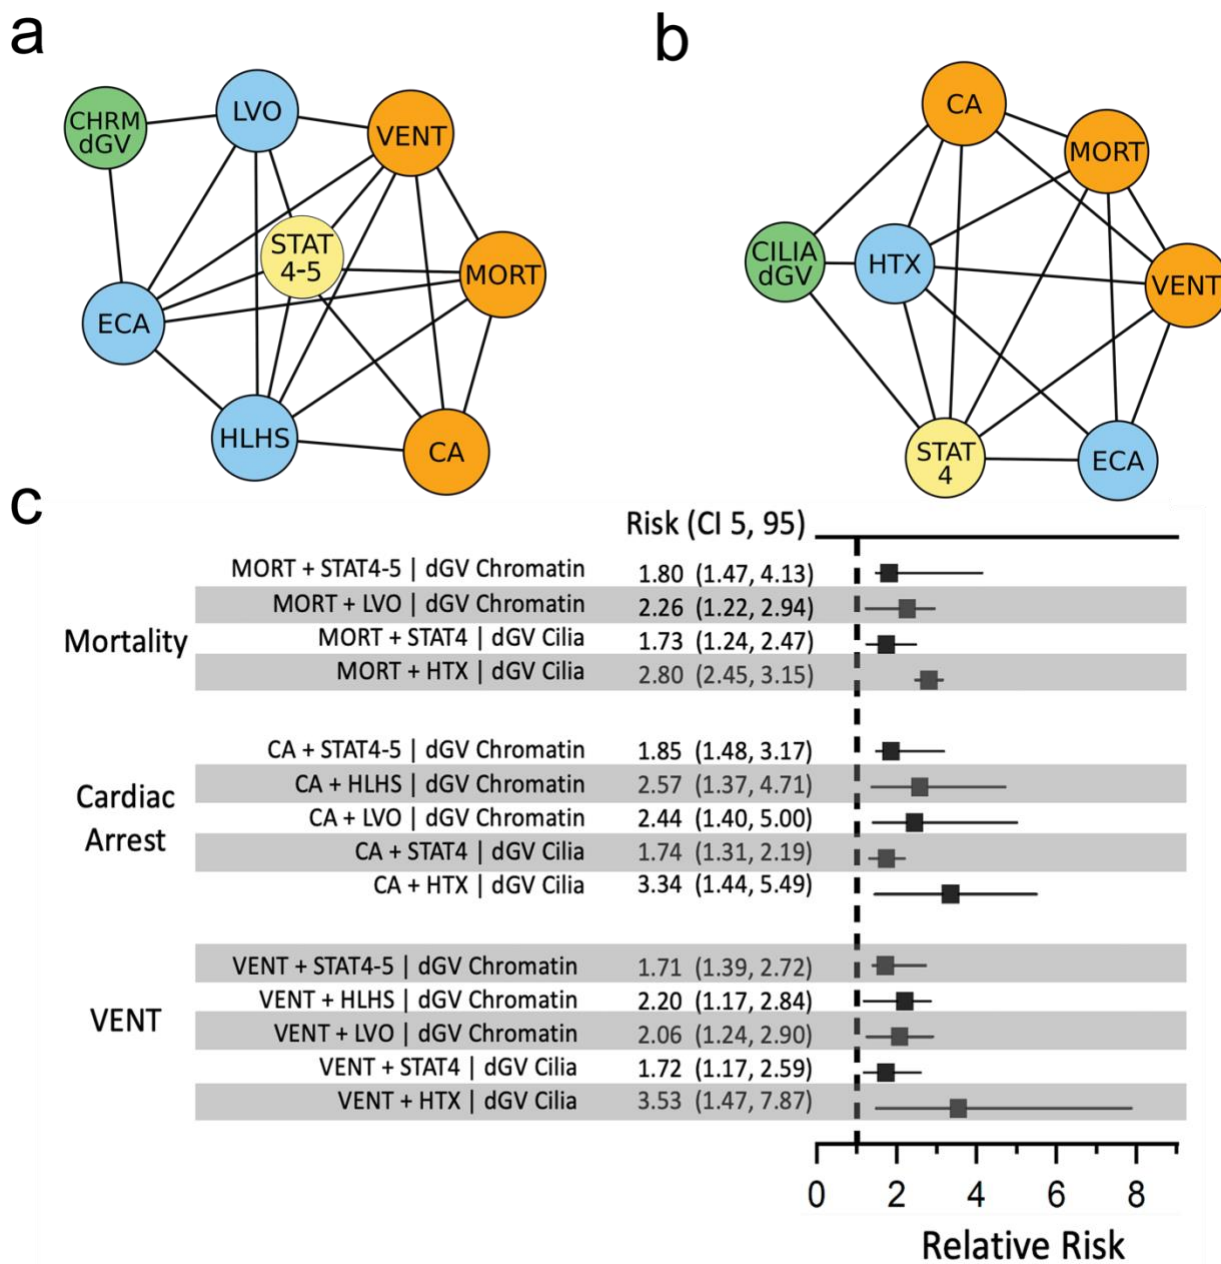 a
CHRM
dGV
LVO
VENT
STAT
4-5
MORT
ECA
HLHS
CA
b
CA
MORT
CILIA
dGV
HTX
VENT
STAT
4
ECA
c
Risk (CI 5, 95)
Mortality
MORT + STAT4-5 | dGV Chromatin 1.80 (1.47, 4.13)
MORT + LVO | dGV Chromatin 2.26 (1.22, 2.94)
MORT + STAT4 | dGV Cilia 1.73 (1.24, 2.47)
MORT + HTX | dGV Cilia 2.80 (2.45, 3.15)
Cardiac
Arrest
CA + STAT4-5 | dGV Chromatin 1.85 (1.48, 3.17)
CA + HLHS | dGV Chromatin 2.57 (1.37, 4.71)
CA + LVO | dGV Chromatin 2.44 (1.40, 5.00)
CA + STAT4 | dGV Cilia 1.74 (1.31, 2.19)
CA + HTX | dGV Cilia 3.34 (1.44, 5.49)
VENT
VENT + STAT4-5 | dGV Chromatin 1.71 (1.39, 2.72)
VENT + HLHS | dGV Chromatin 2.20 (1.17, 2.84)
VENT + LVO | dGV Chromatin 2.06 (1.24, 2.90)
VENT + STAT4 | dGV Cilia 1.72 (1.17, 2.59)
VENT + HTX | dGV Cilia 3.53 (1.47, 7.87)
0 2 4 6 8
Relative Risk